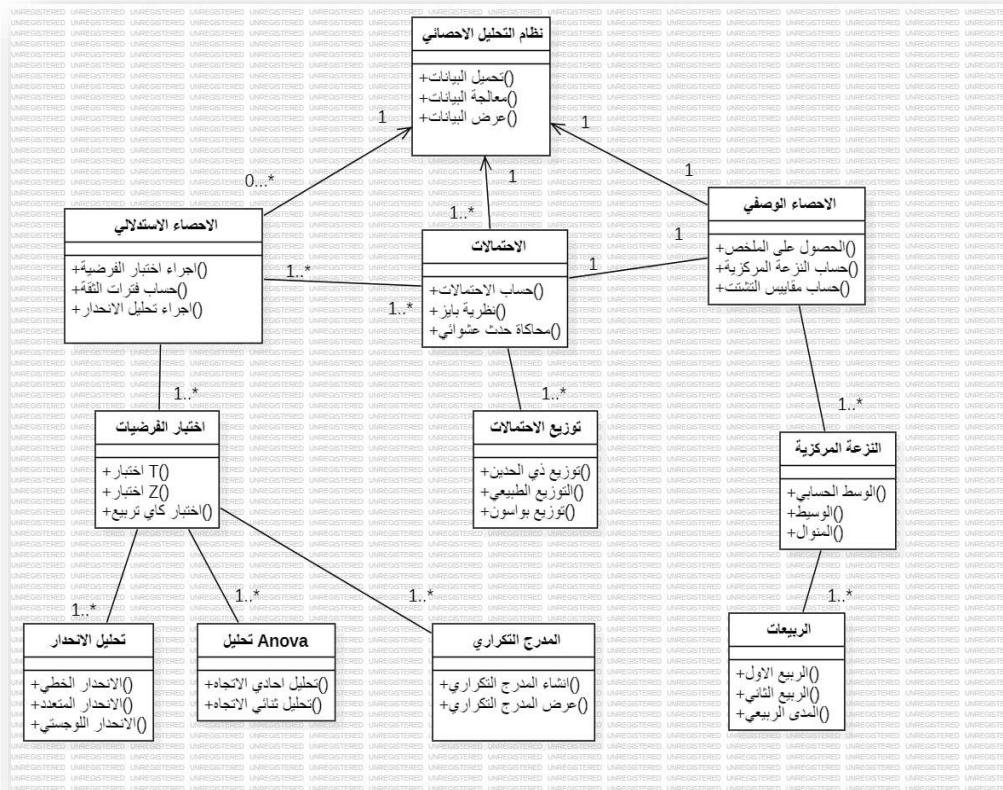 نظام التحليل الاحصائي
+تحميل البيانات()
+معالجة البيانات()
+عرض البيانات()
1
1
1
0...*
1..*
1
الاحصاء الاستدلالي
+اجراء اختبار الفرضية()
+حساب فترات الثقة()
+اجراء تحليل الانحدار()
الاحتمالات
+حساب الاحتمالات()
+نظرية بايز()
+محاكاة حدث عشوائي()
الاحصاء الوصفي
+الحصول على الملخص()
+حساب النزعة المركزية()
+حساب مقاييس التشتت()
1..*
1..*
1
1
1..*
1..*
1..*
اختبار الفرضيات
+اختبار T()
+اختبار Z()
+اختبار كاي تربيع()
توزيع الاحتمالات
+توزيع ذي الحدين()
+التوزيع الطبيعي()
+توزيع بواسون()
النزعة المركزية
+الوسط الحسابي()
+الوسيط()
+المنوال()
1..*
1..*
1..*
1..*
تحليل الانحدار
+الانحدار الخطي()
+الانحدار المتعدد()
+الانحدار اللوجستي()
تحليل Anova
+تحليل احادي الاتجاه()
+تحليل ثنائي الاتجاه()
المدرج التكراري
+انشاء المدرج التكراري()
+عرض المدرج التكراري()
الربيعات
+الربيع الاول()
+الربيع الثاني()
+المدى الربيعي()
UNREGISTERED